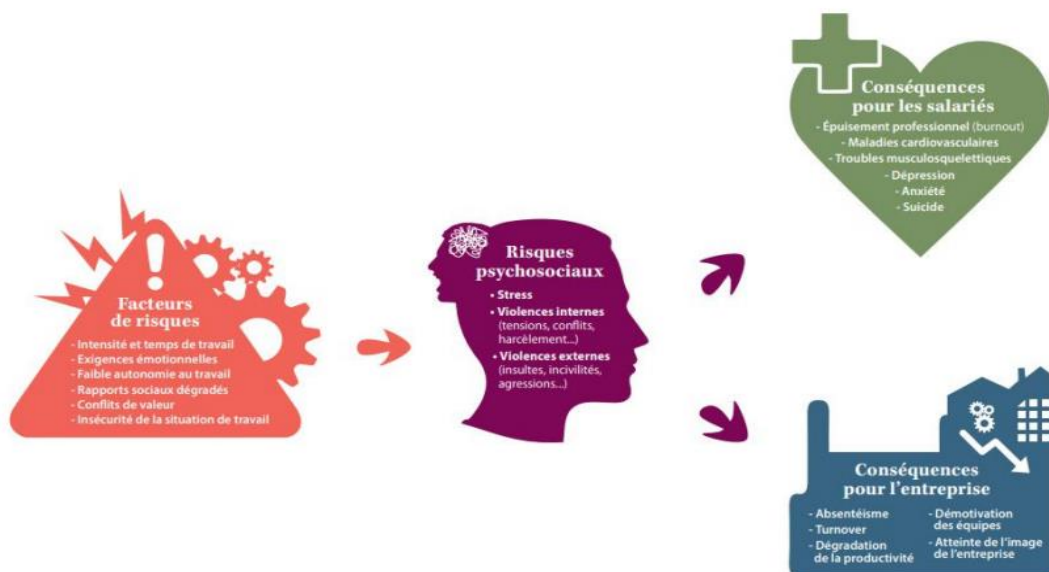 Facteurs
de risques
- Intensité et temps de travail
- Exigences émotionnelles
- Faible autonomie au travail
- Rapports sociaux dégradés
- Conflits de valeur
- Insécurité de la situation de travail
Risques
psychosociaux
• Stress
• Violences internes
(tensions, conflits,
harcèlement...)
• Violences externes
(insultes, incivilités,
agressions...)
Conséquences
pour les salariés
- Épuisement professionnel (burnout)
- Maladies cardiovasculaires
- Troubles musculosquelettiques
- Dépression
- Anxiété
- Suicide
Conséquences
pour l'entreprise
- Absentéisme
- Turnover
- Dégradation
de la productivité
- Démotivation
des équipes
- Atteinte de l'image
de l'entreprise